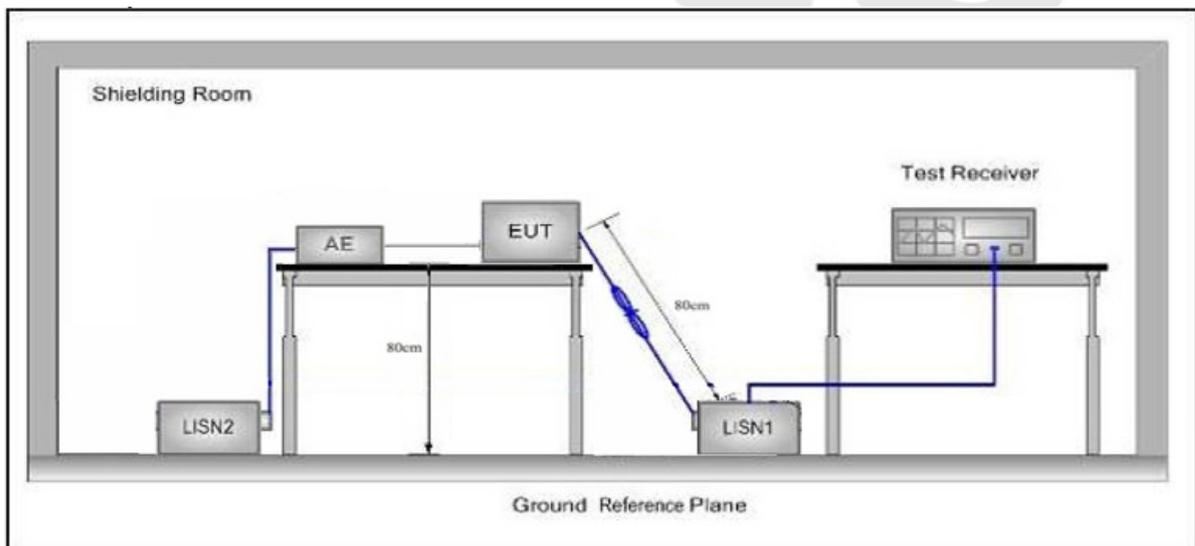 Shielding Room
Test Receiver
AE
EUT
80cm
80cm
LISN2
LISN1
Ground Reference Plane